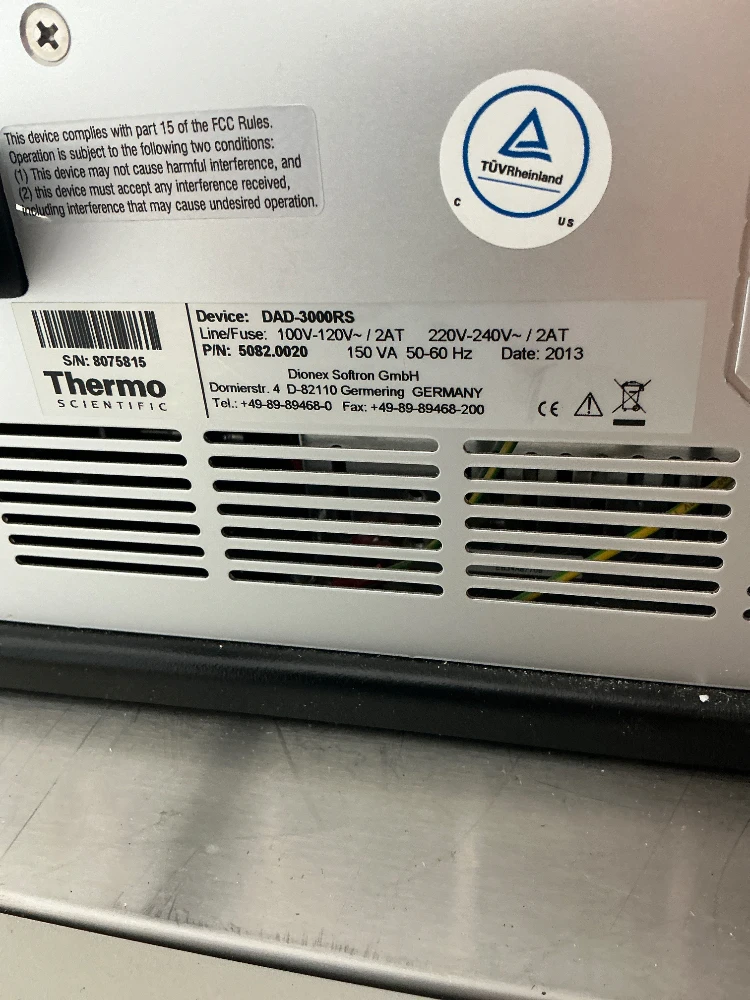 This device complies with part 15 of the FCC Rules.
Operation is subject to the following two conditions:
(1) This device may not cause harmful interference, and
(2) this device must accept any interference received,
including interference that may cause undesired operation.
TÜVRheinland
C US
S/N: 8075815
Thermo
SCIENTIFIC
Device: DAD-3000RS
Line/Fuse: 100V-120V~ / 2AT 220V-240V~ / 2AT
P/N: 5082.0020 150 VA 50-60 Hz Date: 2013
Dionex Softron GmbH
Dornierstr. 4 D-82110 Germering GERMANY
Tel.: +49-89-89468-0 Fax: +49-89-89468-200
CE